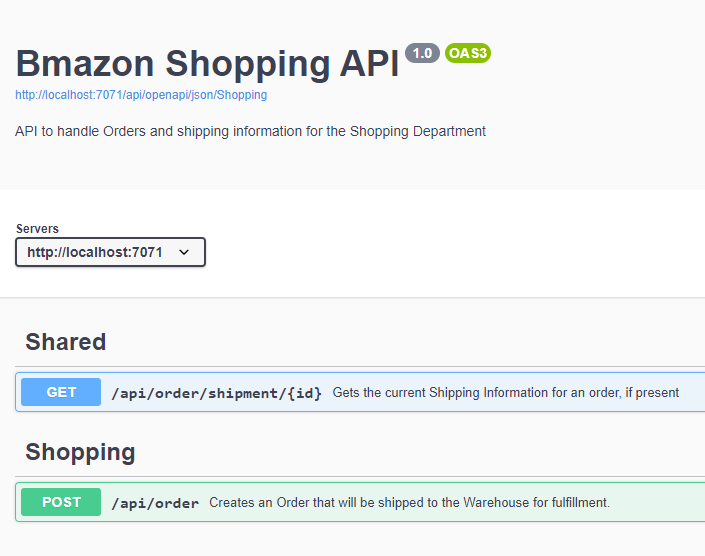 Bmazon Shopping API 1.0 OAS3
http://localhost:7071/api/openapi/json/Shopping
API to handle Orders and shipping information for the Shopping Department
Servers
http://localhost:7071
Shared
GET /api/order/shipment/{id} Gets the current Shipping Information for an order, if present
Shopping
POST /api/order Creates an Order that will be shipped to the Warehouse for fulfillment.